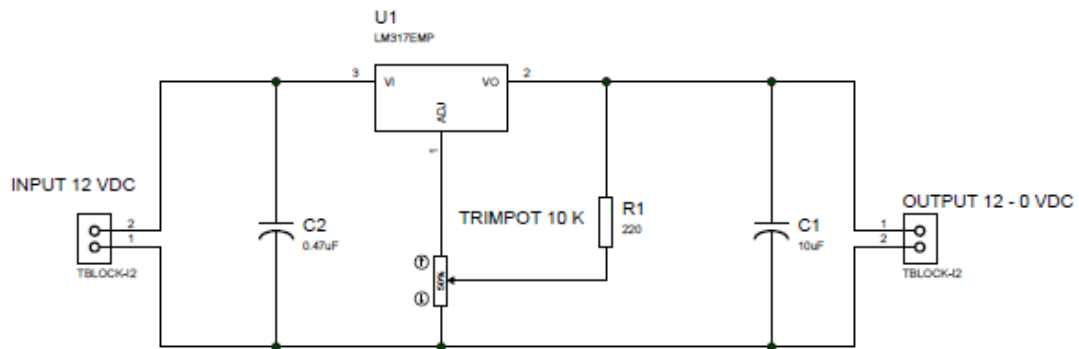 U1
LM317EMP
3
VI
VO
2
ADJ
1
INPUT 12 VDC
2
1
TBLOCK-I2
C2
0.47uF
TRIMPOT 10 K
50%
R1
220
C1
10uF
OUTPUT 12 - 0 VDC
1
2
TBLOCK-I2